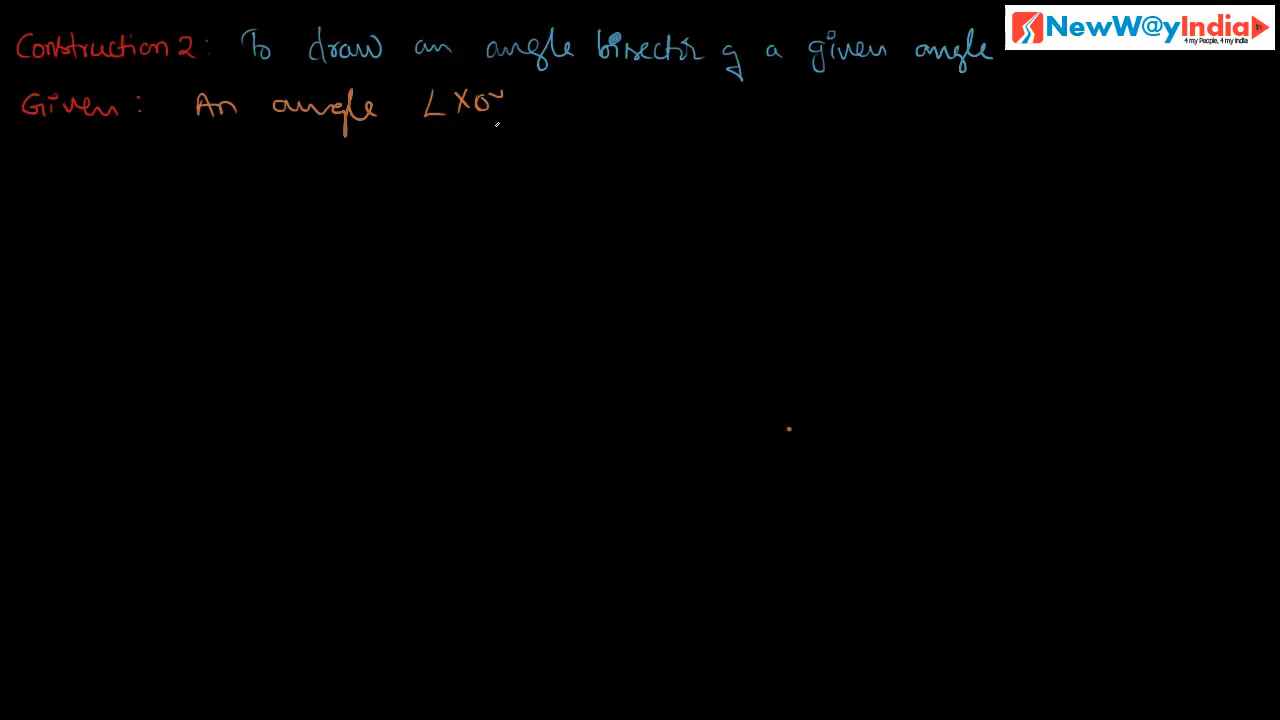 Construction 2: To draw an angle bisector of a given angle
Given: An angle ∠XO
NewW@yIndia
4 my People, 4 my India